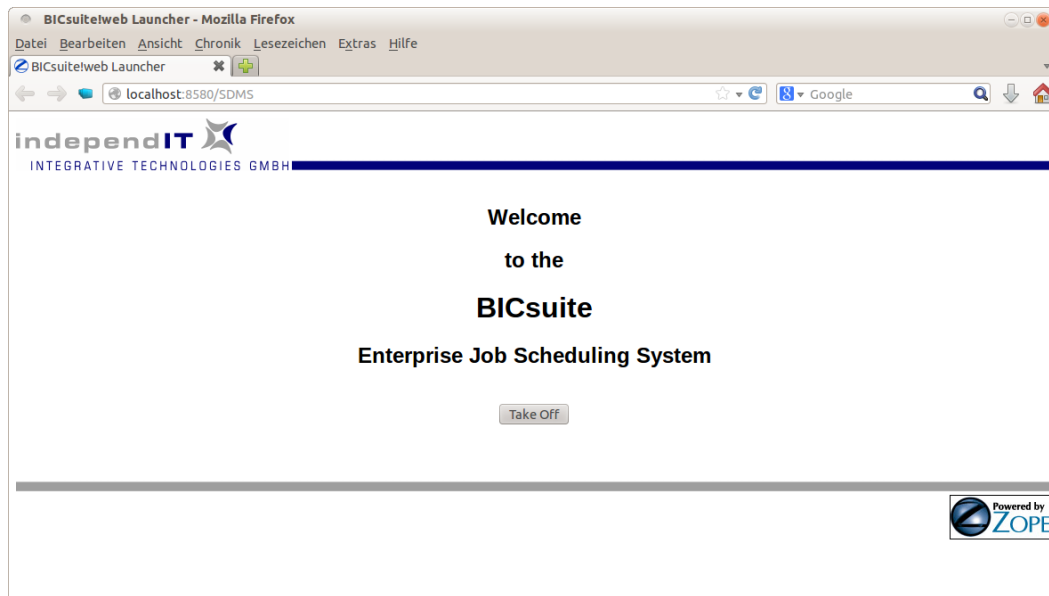 BICsuite!web Launcher - Mozilla Firefox
Datei Bearbeiten Ansicht Chronik Lesezeichen Extras Hilfe
BICsuite!web Launcher
localhost:8580/SDMS
8 Google
independIT
INTEGRATIVE TECHNOLOGIES GMBH
Welcome
to the
BICsuite
Enterprise Job Scheduling System
Take Off
Powered by
ZOPE